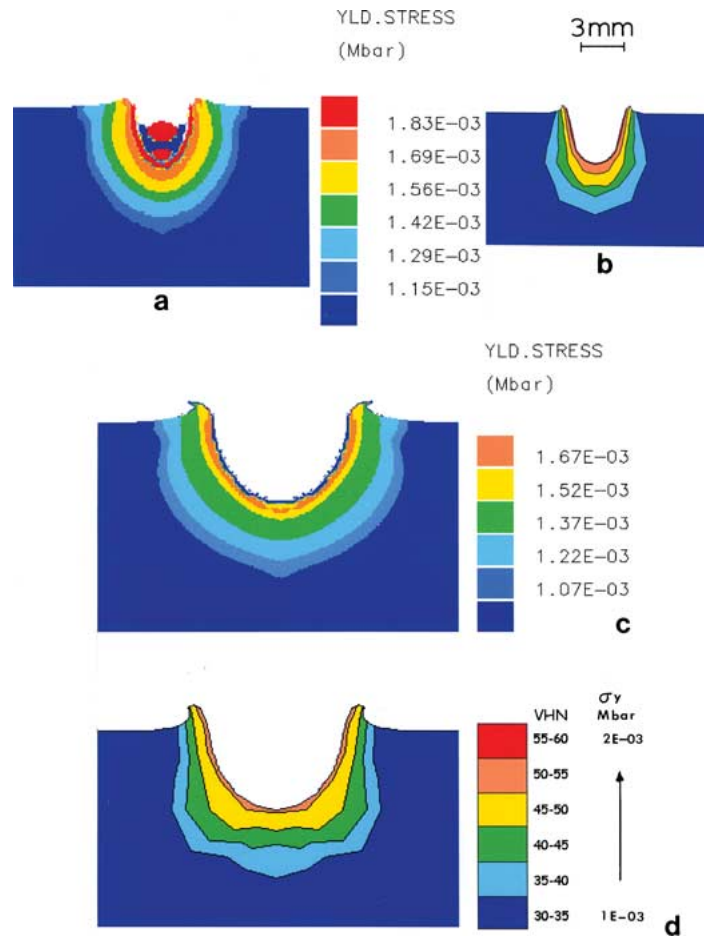 YLD.STRESS
(Mbar)
3mm
1.83E-03
1.69E-03
1.56E-03
1.42E-03
1.29E-03
1.15E-03
a
b
YLD.STRESS
(Mbar)
1.67E-03
1.52E-03
1.37E-03
1.22E-03
1.07E-03
c
VHN
σy
Mbar
55-60 2E-03
50-55
45-50
40-45
35-40
30-35 1E-03
d